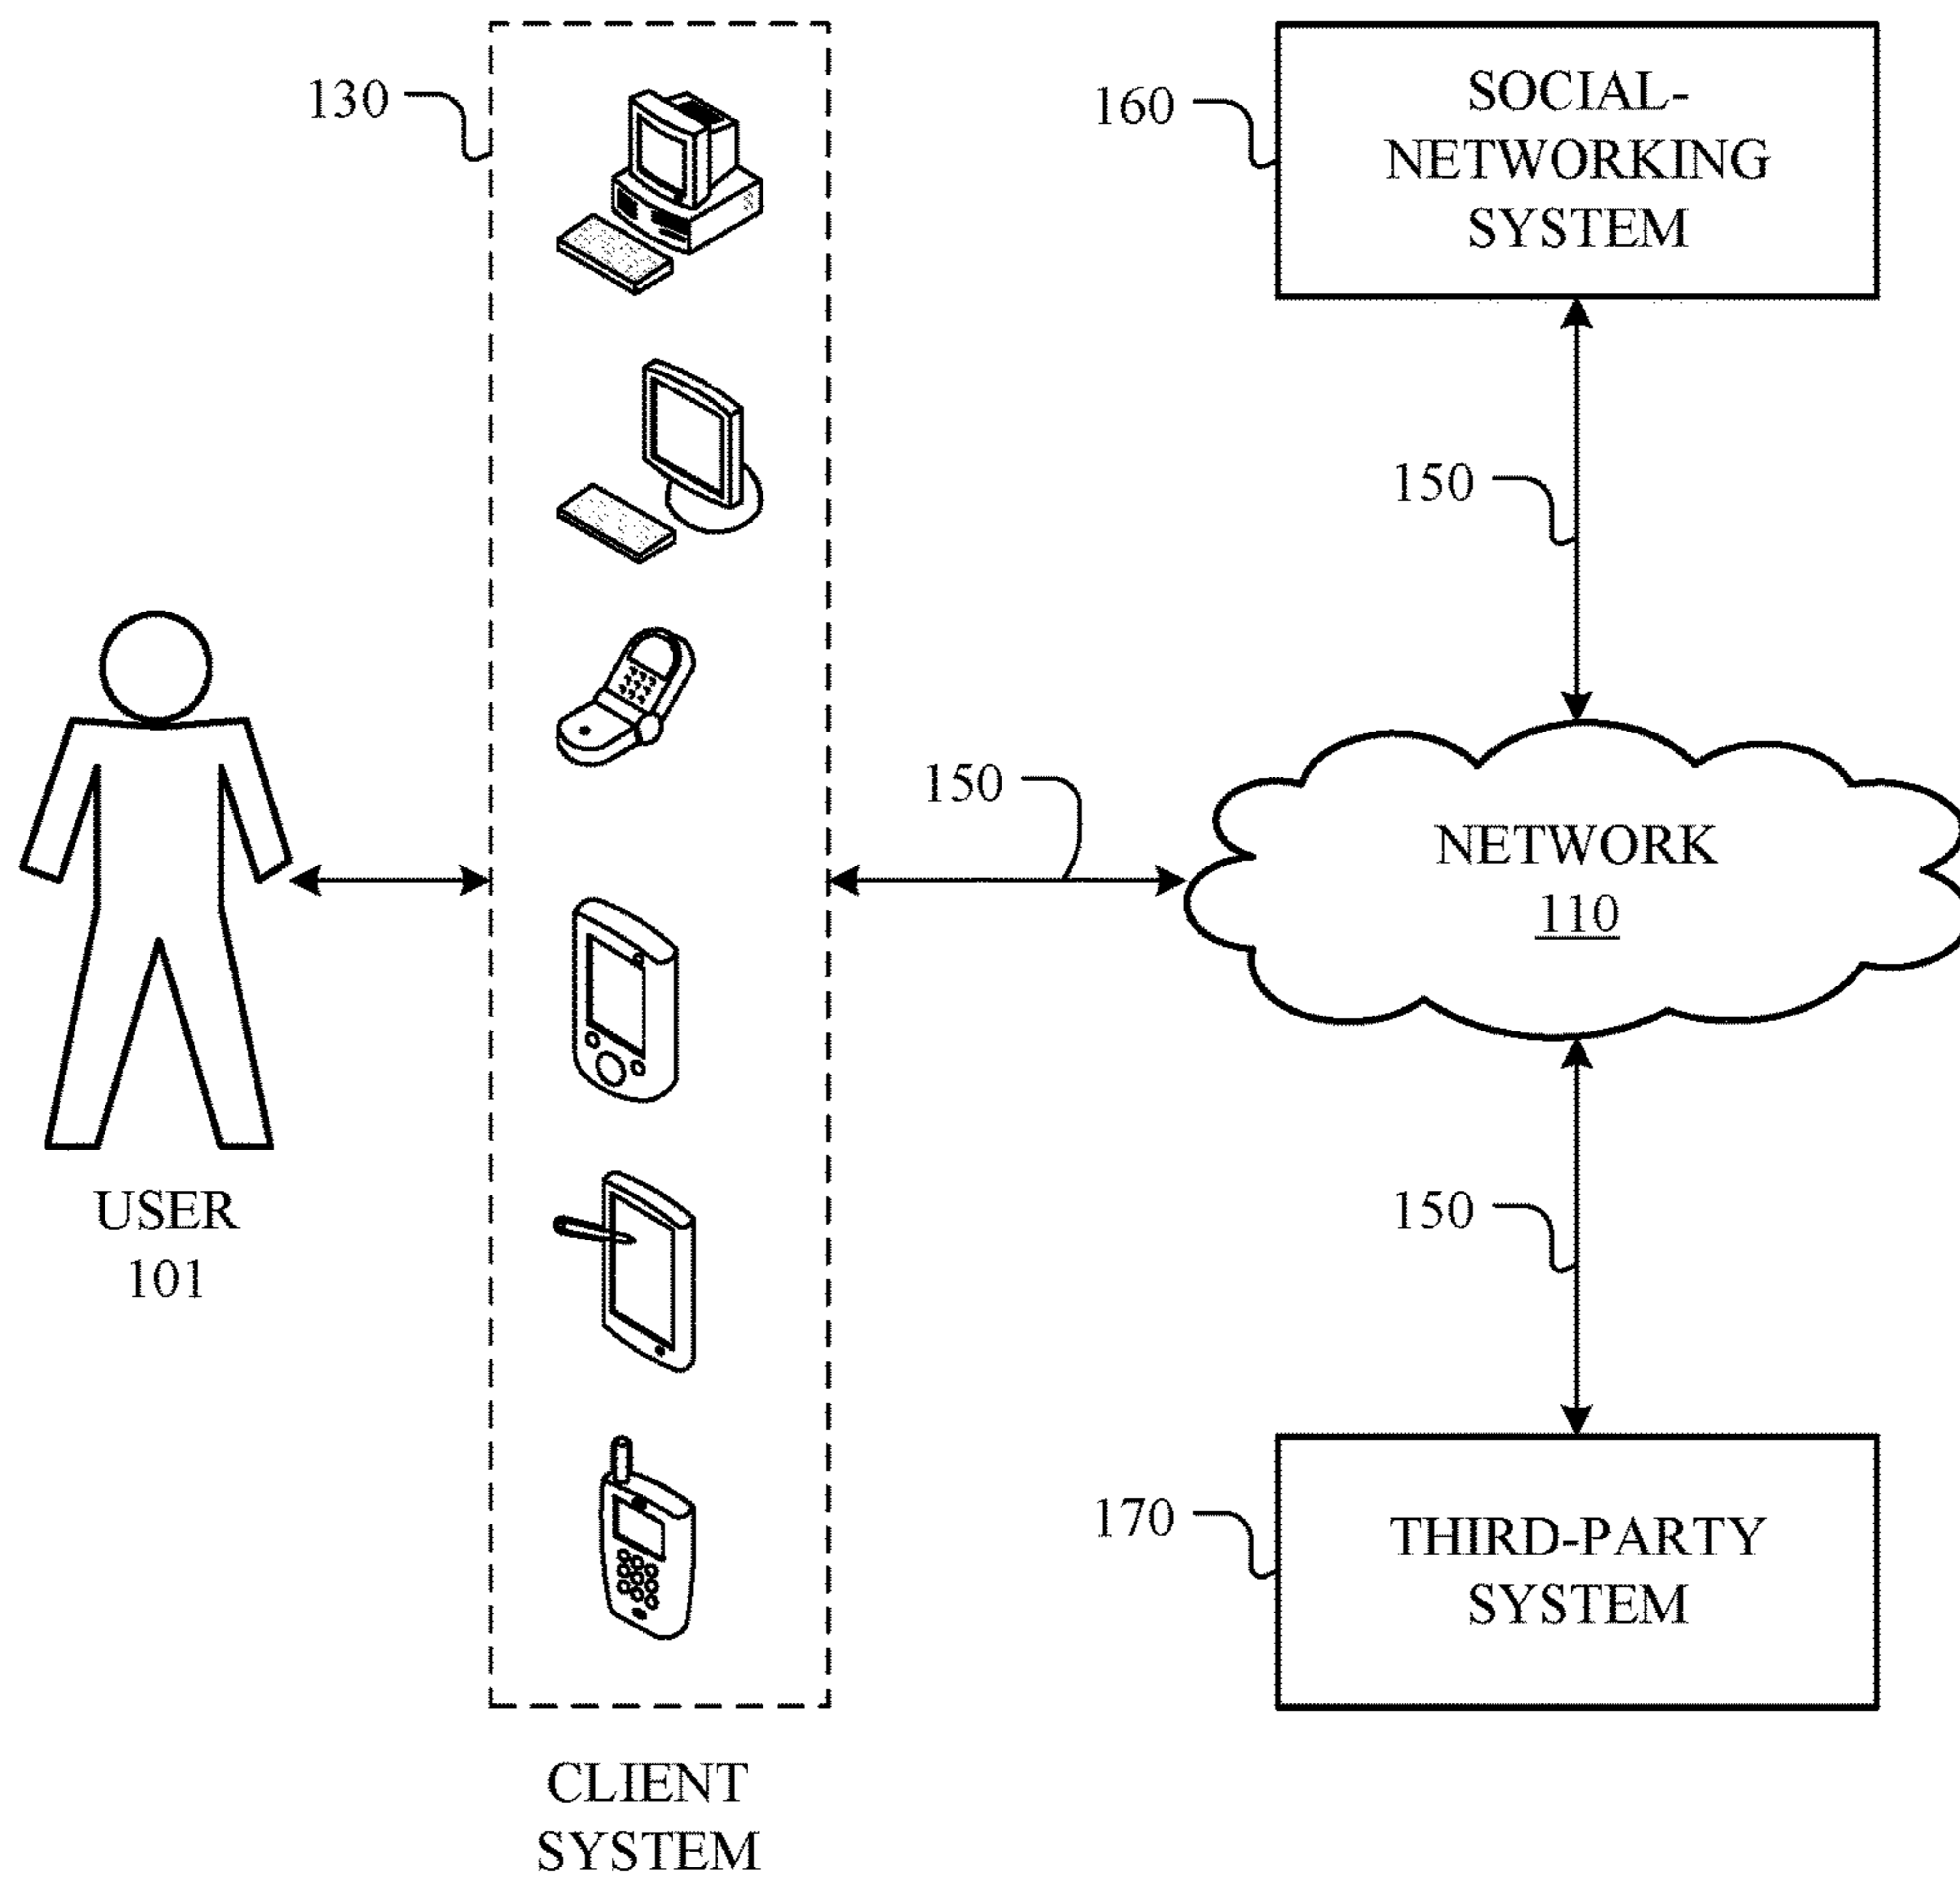 130
160
SOCIAL-
NETWORKING
SYSTEM
150
150
NETWORK
110
USER
101
150
170
THIRD-PARTY
SYSTEM
CLIENT
SYSTEM